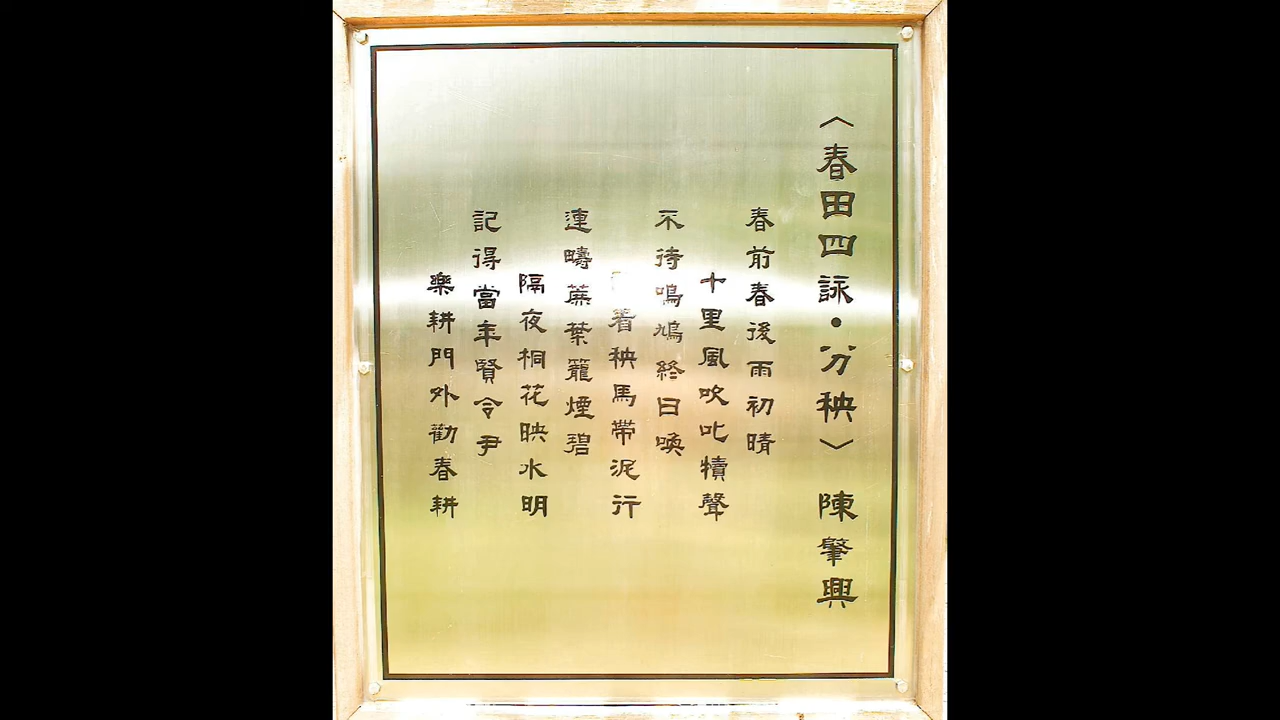 〈春田四詠•分秧〉 陳肇興
春前春後雨初晴
十里風吹叱犢聲
不待鳴鳩終日喚
着秧馬帶泥行
連疇蔗葉籠煙碧
隔夜桐花映水明
記得當年賢令尹
樂耕門外勸春耕